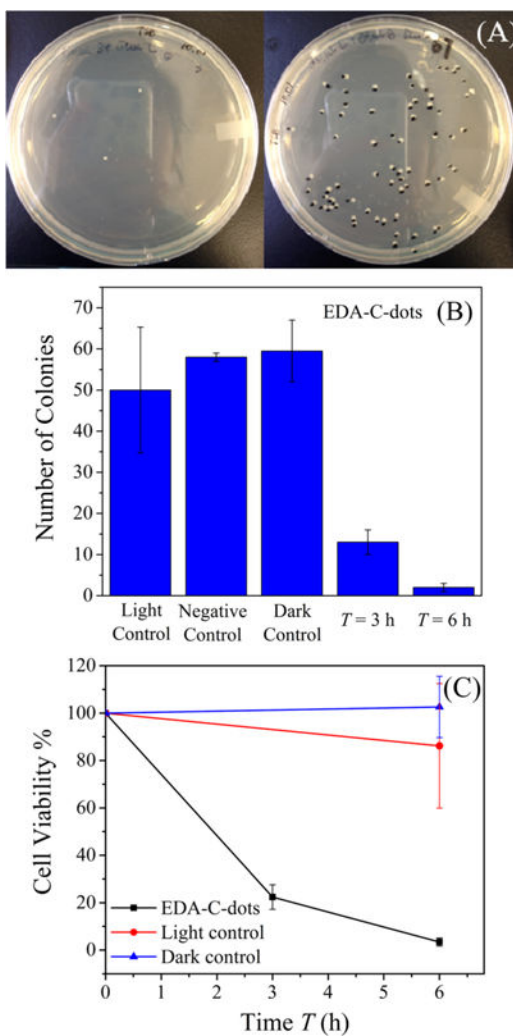 (A)
(B)
EDA-C-dots
Number of Colonies
70
60
50
40
30
20
10
0
Light Control
Negative Control
Dark Control
T = 3 h
T = 6 h
(C)
Cell Viability %
120
100
80
60
40
20
0
EDA-C-dots
Light control
Dark control
0 1 2 3 4 5 6
Time T (h)